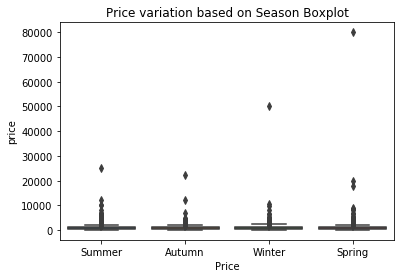 Price variation based on Season Boxplot
80000
70000
60000
50000
40000
30000
20000
10000
0
price
Summer Autumn Winter Spring
Price